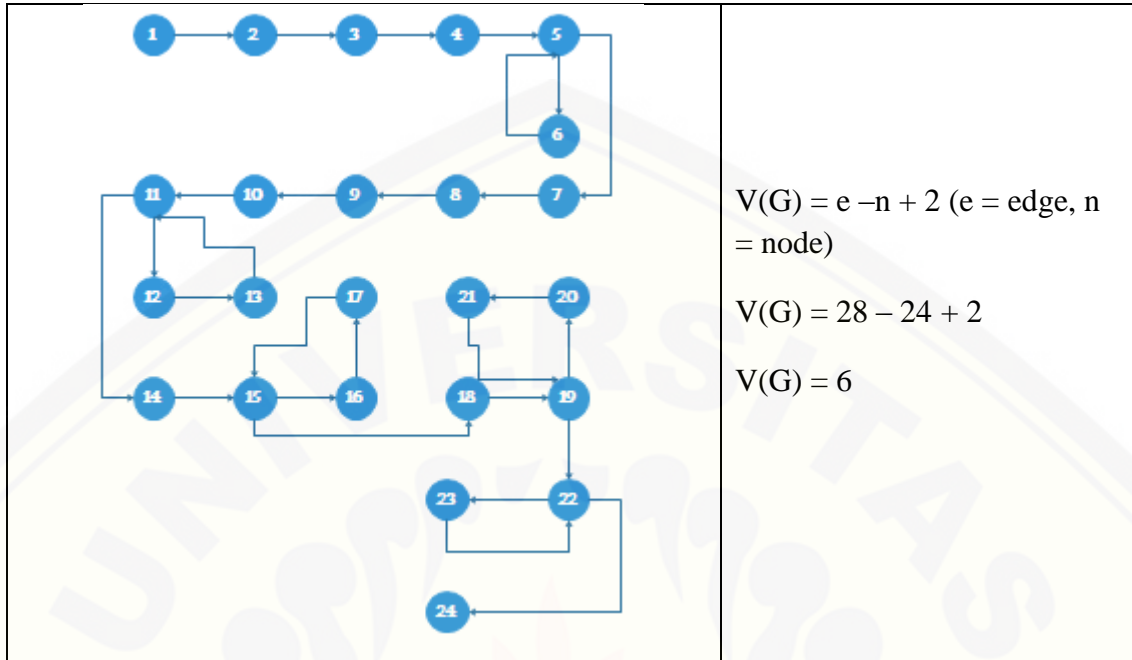 1 2 3 4 5
6
11 10 9 8 7
12 13 17 21 20
14 15 16 18 19
23 22
24
V(G) = e –n + 2 (e = edge, n
= node)
V(G) = 28 – 24 + 2
V(G) = 6
UNIVERSITAS